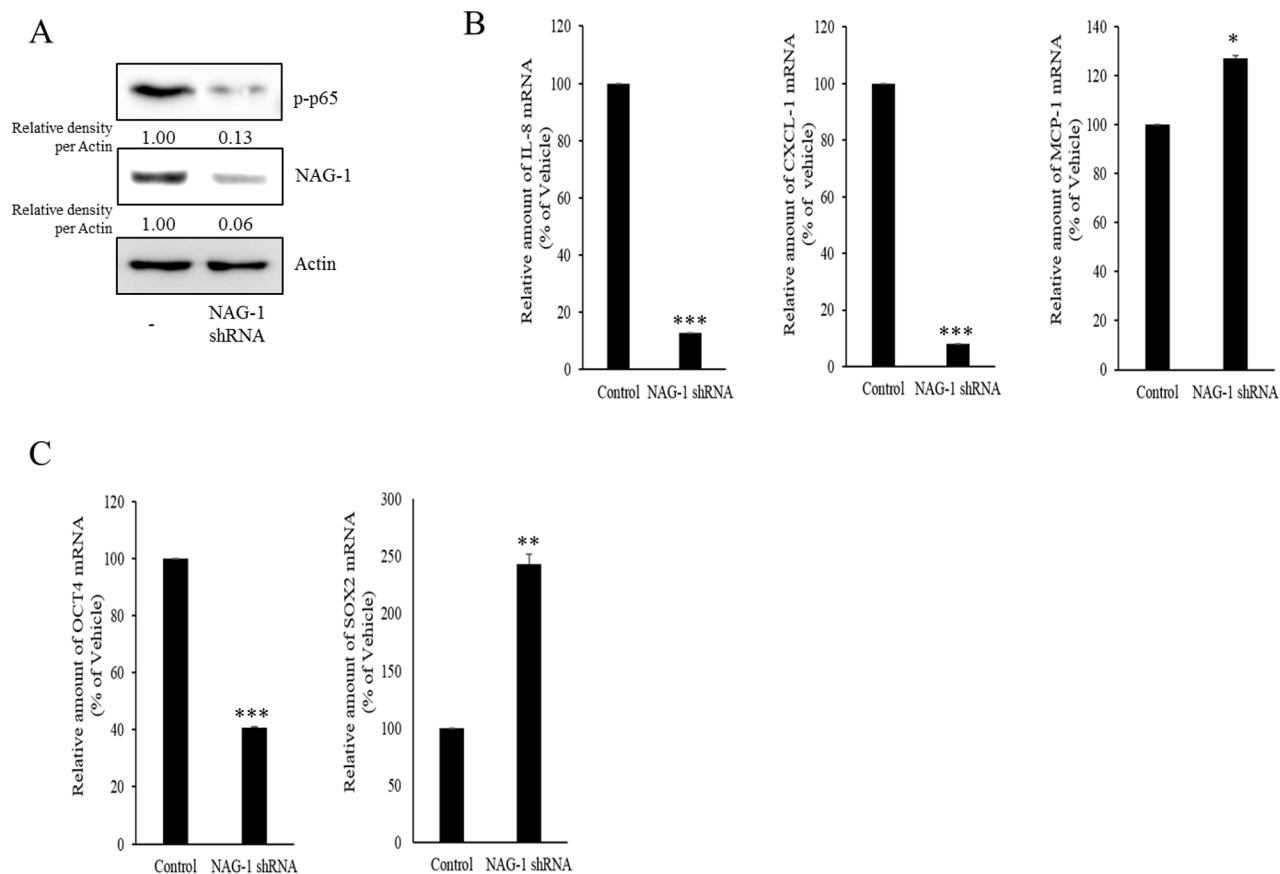 A
p-p65
Relative density
per Actin
1.00
0.13
NAG-1
Relative density
per Actin
1.00
0.06
Actin
-
NAG-1
shRNA
B
Relative amount of IL-8 mRNA
(% of Vehicle)
120
100
80
60
40
20
0
***
Control
NAG-1 shRNA
Relative amount of CXCL-1 mRNA
(% of vehicle)
120
100
80
60
40
20
0
***
Control
NAG-1 shRNA
Relative amount of MCP-1 mRNA
(% of Vehicle)
140
120
100
80
60
40
20
0
*
Control
NAG-1 shRNA
C
Relative amount of OCT4 mRNA
(% of Vehicle)
120
100
80
60
40
20
0
***
Control
NAG-1 shRNA
Relative amount of SOX2 mRNA
(% of Vehicle)
300
250
200
150
100
50
0
**
Control
NAG-1 shRNA